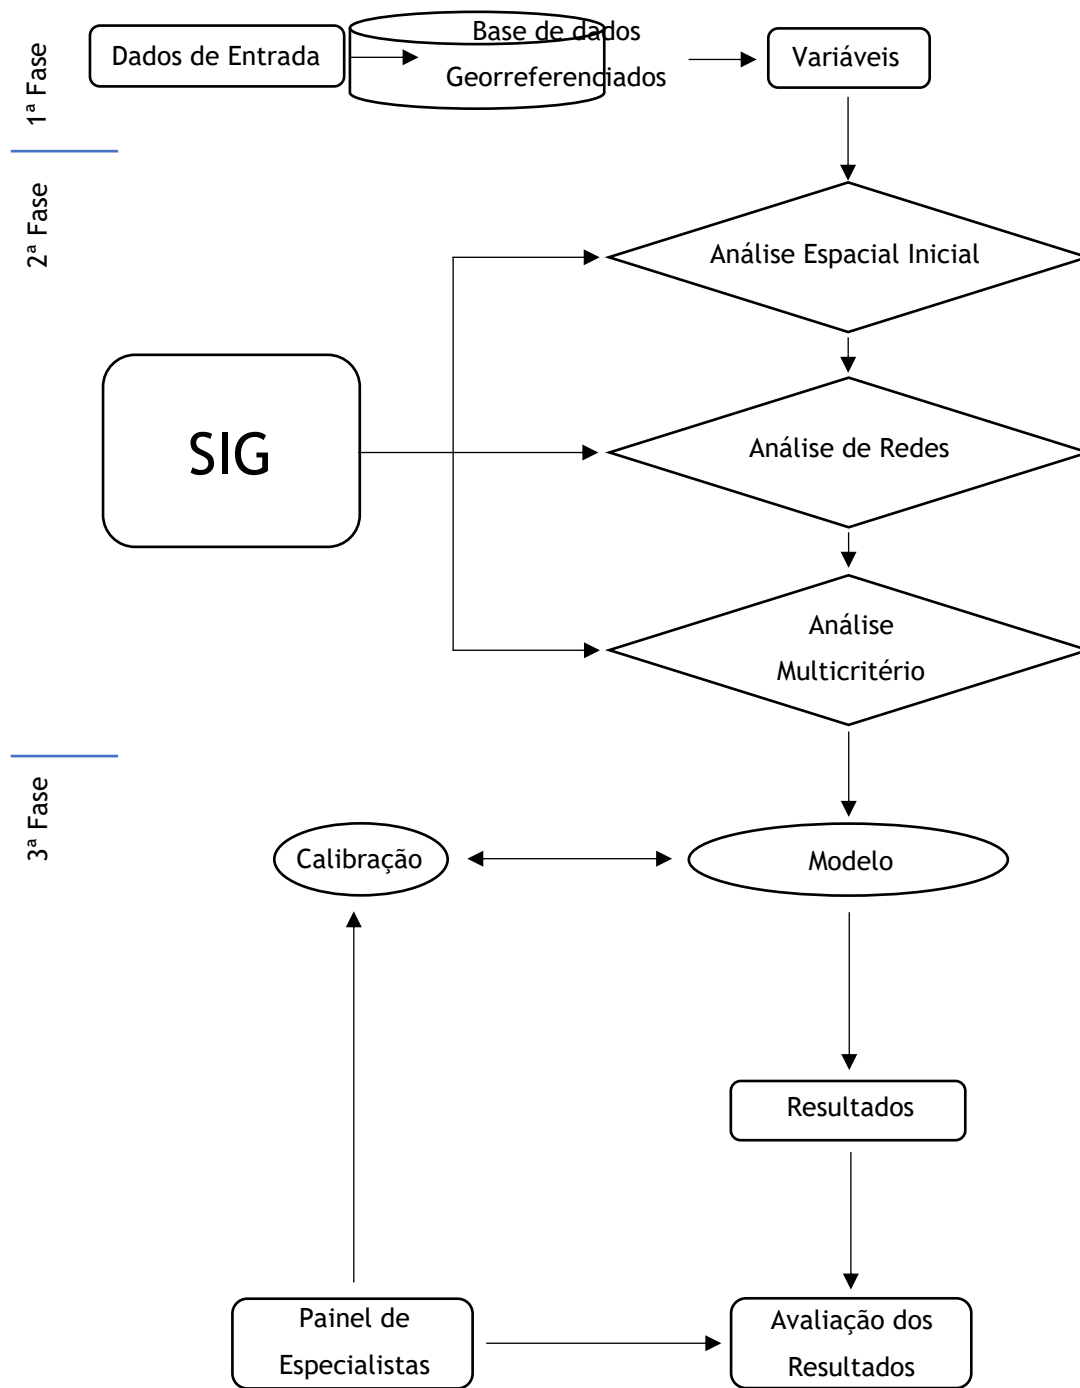 1ª Fase
Dados de Entrada
Base de dados
Georreferenciados
Variáveis
2ª Fase
Análise Espacial Inicial
SIG
Análise de Redes
Análise
Multicritério
3ª Fase
Calibração
Modelo
Resultados
Painel de
Especialistas
Avaliação dos
Resultados